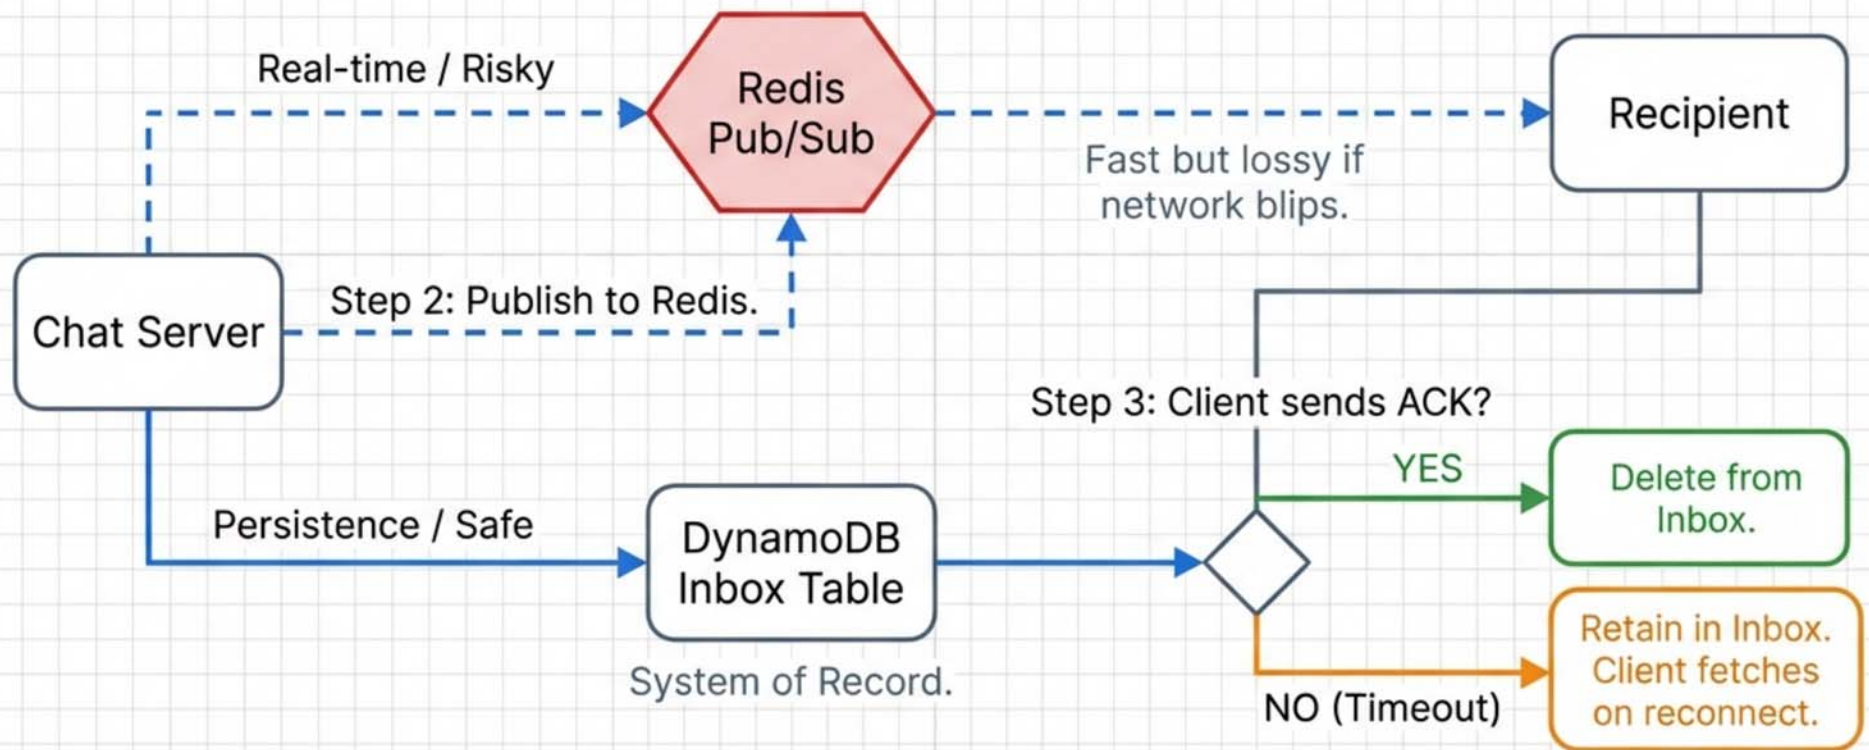 Real-time / Risky
Redis
Pub/Sub
Recipient
Fast but lossy if
network blips.
Step 2: Publish to Redis.
Chat Server
Step 3: Client sends ACK?
YES
Delete from
Inbox.
Persistence / Safe
DynamoDB
Inbox Table
System of Record.
Retain in Inbox.
Client fetches
on reconnect.
NO (Timeout)